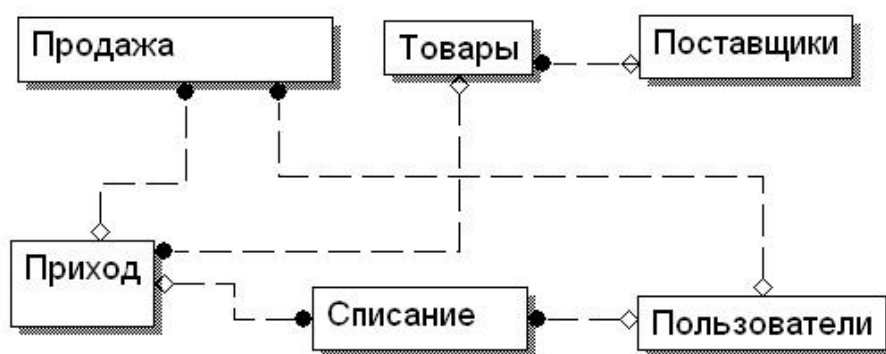 Продажа
Товары
Поставщики
Приход
Списание
Пользователи